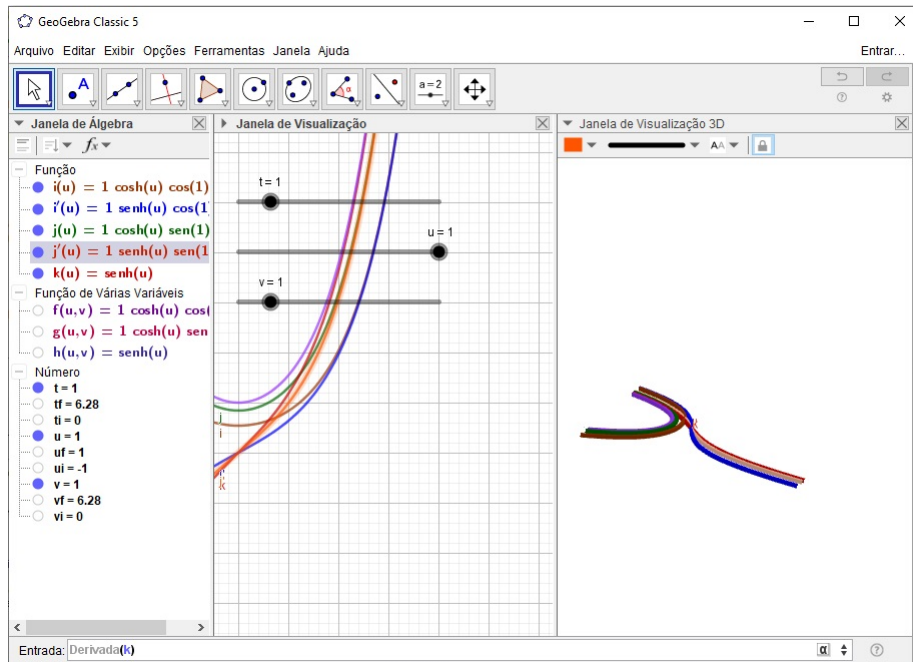 GeoGebra Classic 5
Arquivo Editar Exibir Opções Ferramentas Janela Ajuda Entrar...
A
α
a=2
Janela de Álgebra
Janela de Visualização
Janela de Visualização 3D
fx
AA
Função
i(u) = 1 cosh(u) cos(1)
i'(u) = 1 senh(u) cos(1
j(u) = 1 cosh(u) sen(1)
j'(u) = 1 senh(u) sen(1
k(u) = senh(u)
Função de Várias Variáveis
f(u,v) = 1 cosh(u) cos(
g(u,v) = 1 cosh(u) sen
h(u,v) = senh(u)
Número
t = 1
tf = 6.28
ti = 0
u = 1
uf = 1
ui = -1
v = 1
vf = 6.28
vi = 0
t = 1
u = 1
v = 1
i
k
Entrada: Derivada(k)
α